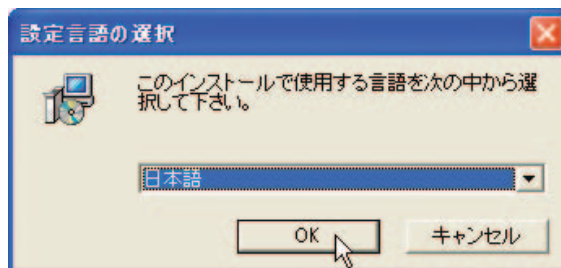 設定言語の選択
このインストールで使用する言語を次の中から選
択して下さい。
日本語
OK
キャンセル